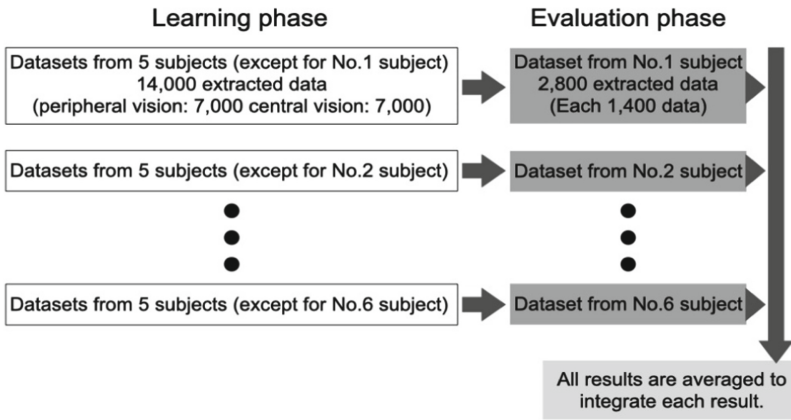 Learning phase
Evaluation phase
Datasets from 5 subjects (except for No.1 subject)
14,000 extracted data
(peripheral vision: 7,000 central vision: 7,000)
Dataset from No.1 subject
2,800 extracted data
(Each 1,400 data)
Datasets from 5 subjects (except for No.2 subject)
Dataset from No.2 subject
Datasets from 5 subjects (except for No.6 subject)
Dataset from No.6 subject
All results are averaged to
integrate each result.